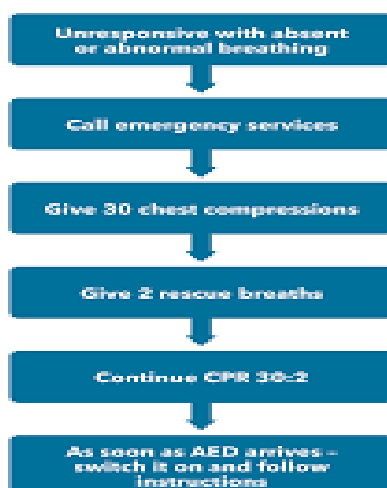 Unresponsive with absent
or abnormal breathing
Call emergency services
Give 30 chest compressions
Give 2 rescue breaths
Continue CPR 30:2
As soon as AED arrives –
switch it on and follow
instructions